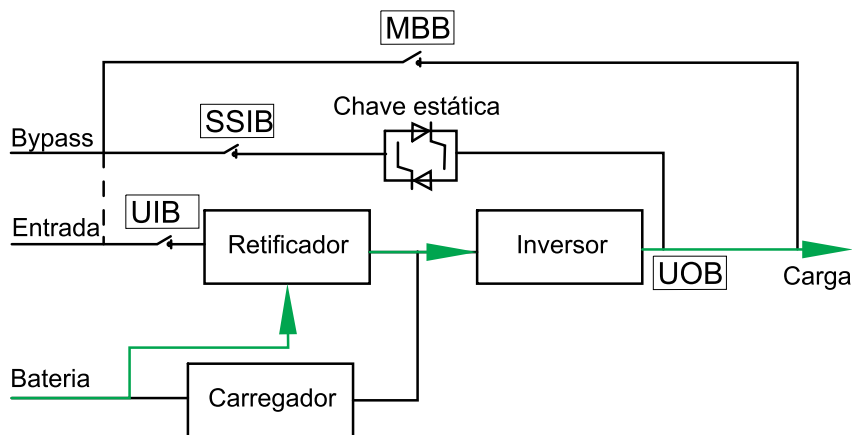 MBB
Chave estática
SSIB
Bypass
UIB
Entrada
Retificador
Inversor
UOB
Carga
Bateria
Carregador